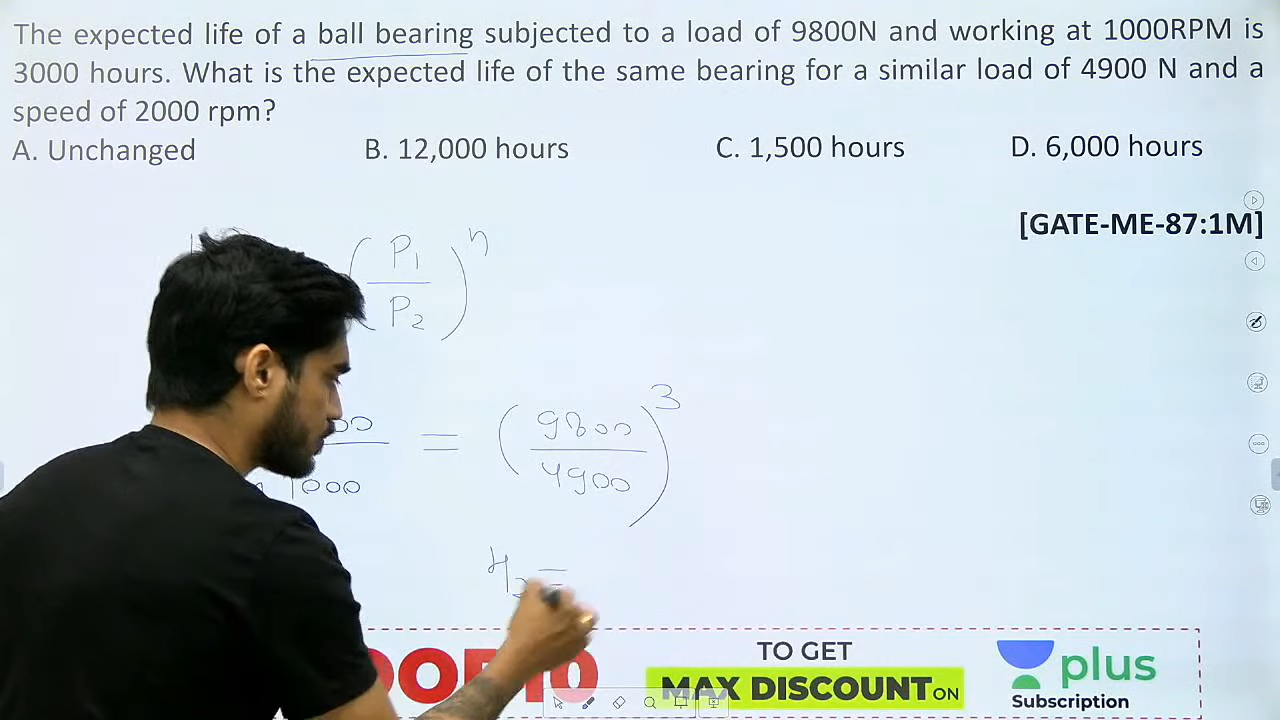 The expected life of a ball bearing subjected to a load of 9800N and working at 1000RPM is
3000 hours. What is the expected life of the same bearing for a similar load of 4900 N and a
speed of 2000 rpm?
A. Unchanged B. 12,000 hours C. 1,500 hours D. 6,000 hours
[GATE-ME-87:1M]
( P1 / P2 )^n
= ( 9800 / 4900 )^3
1000
H2 =
TO GET
MAX DISCOUNT ON
plus
Subscription